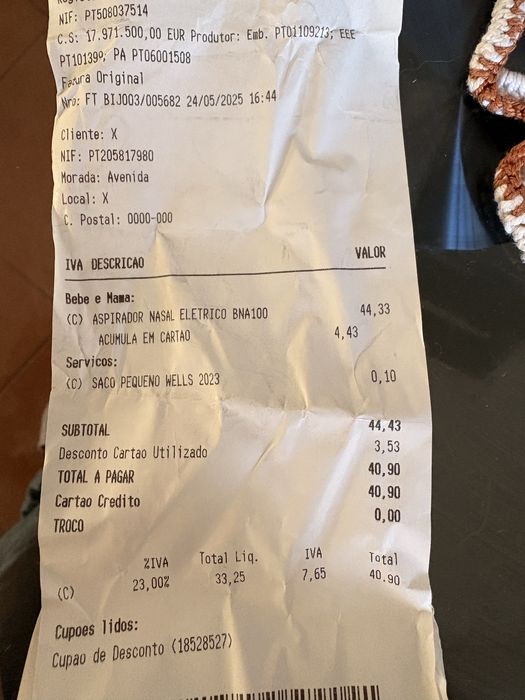 NIF: PT508037514
C.S: 17.971.500,00 EUR Produtor: Emb. PT01109213; EEE
PT101390; PA PT06001508
Fatura Original
Nro: FT BIJ003/005682 24/05/2025 16:44
Cliente: X
NIF: PT205817980
Morada: Avenida
Local: X
C. Postal: 0000-000
IVA DESCRICAO VALOR
Bebe e Mama:
(C) ASPIRADOR NASAL ELETRICO BNA100 44,33
ACUMULA EM CARTAO 4,43
Servicos:
(C) SACO PEQUENO WELLS 2023 0,10
SUBTOTAL 44,43
Desconto Cartao Utilizado 3,53
TOTAL A PAGAR 40,90
Cartao Credito 40,90
TROCO 0,00
%IVA Total Liq. IVA Total
(C) 23,00% 33,25 7,65 40,90
Cupoes lidos:
Cupao de Desconto (18528527)